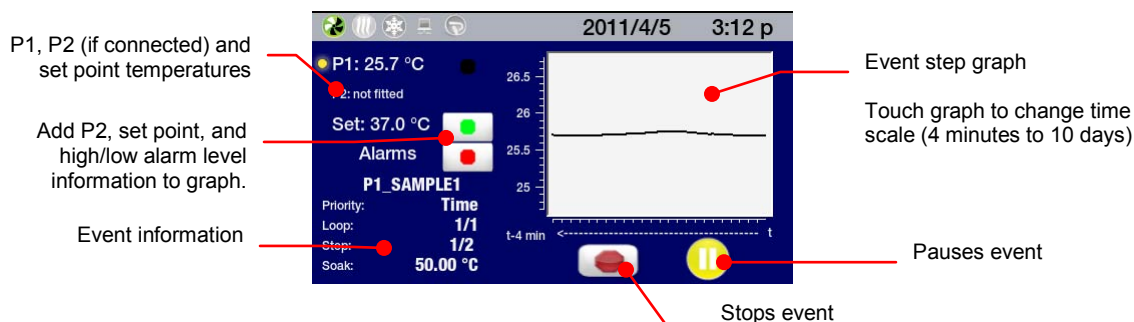 2011/4/5 3:12 p
P1, P2 (if connected) and
set point temperatures
P1: 25.7 °C
P2: not fitted
Set: 37.0 °C
Alarms
Add P2, set point, and
high/low alarm level
information to graph.
P1_SAMPLE1
Priority: Time
Loop: 1/1
Step: 1/2
Soak: 50.00 °C
Event information
26.5
26
25.5
25
t-4 min <-------------------------------- t
Event step graph
Touch graph to change time
scale (4 minutes to 10 days)
Pauses event
Stops event